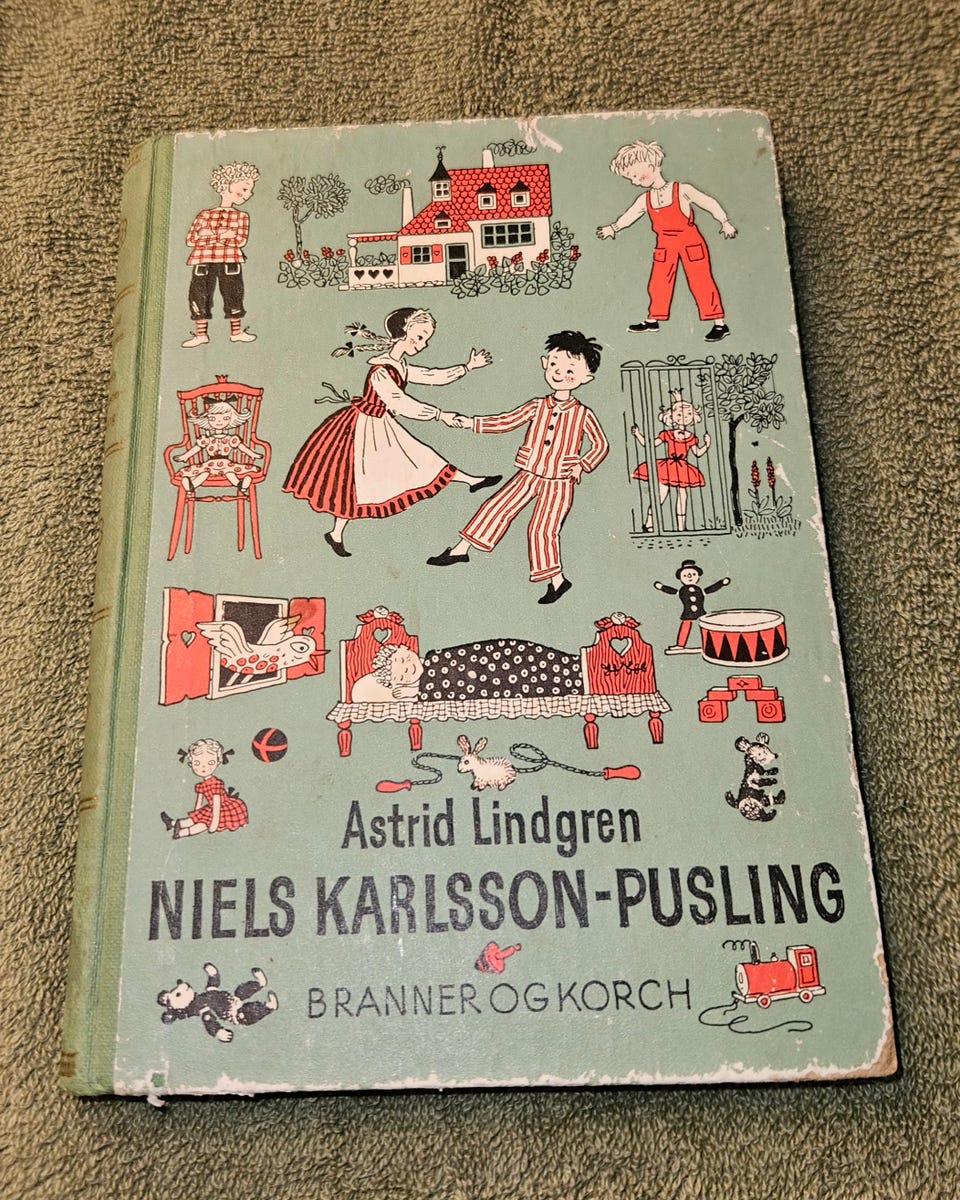 Astrid Lindgren
NIELS KARLSSON-PUSLING
BRANNER OG KORCH